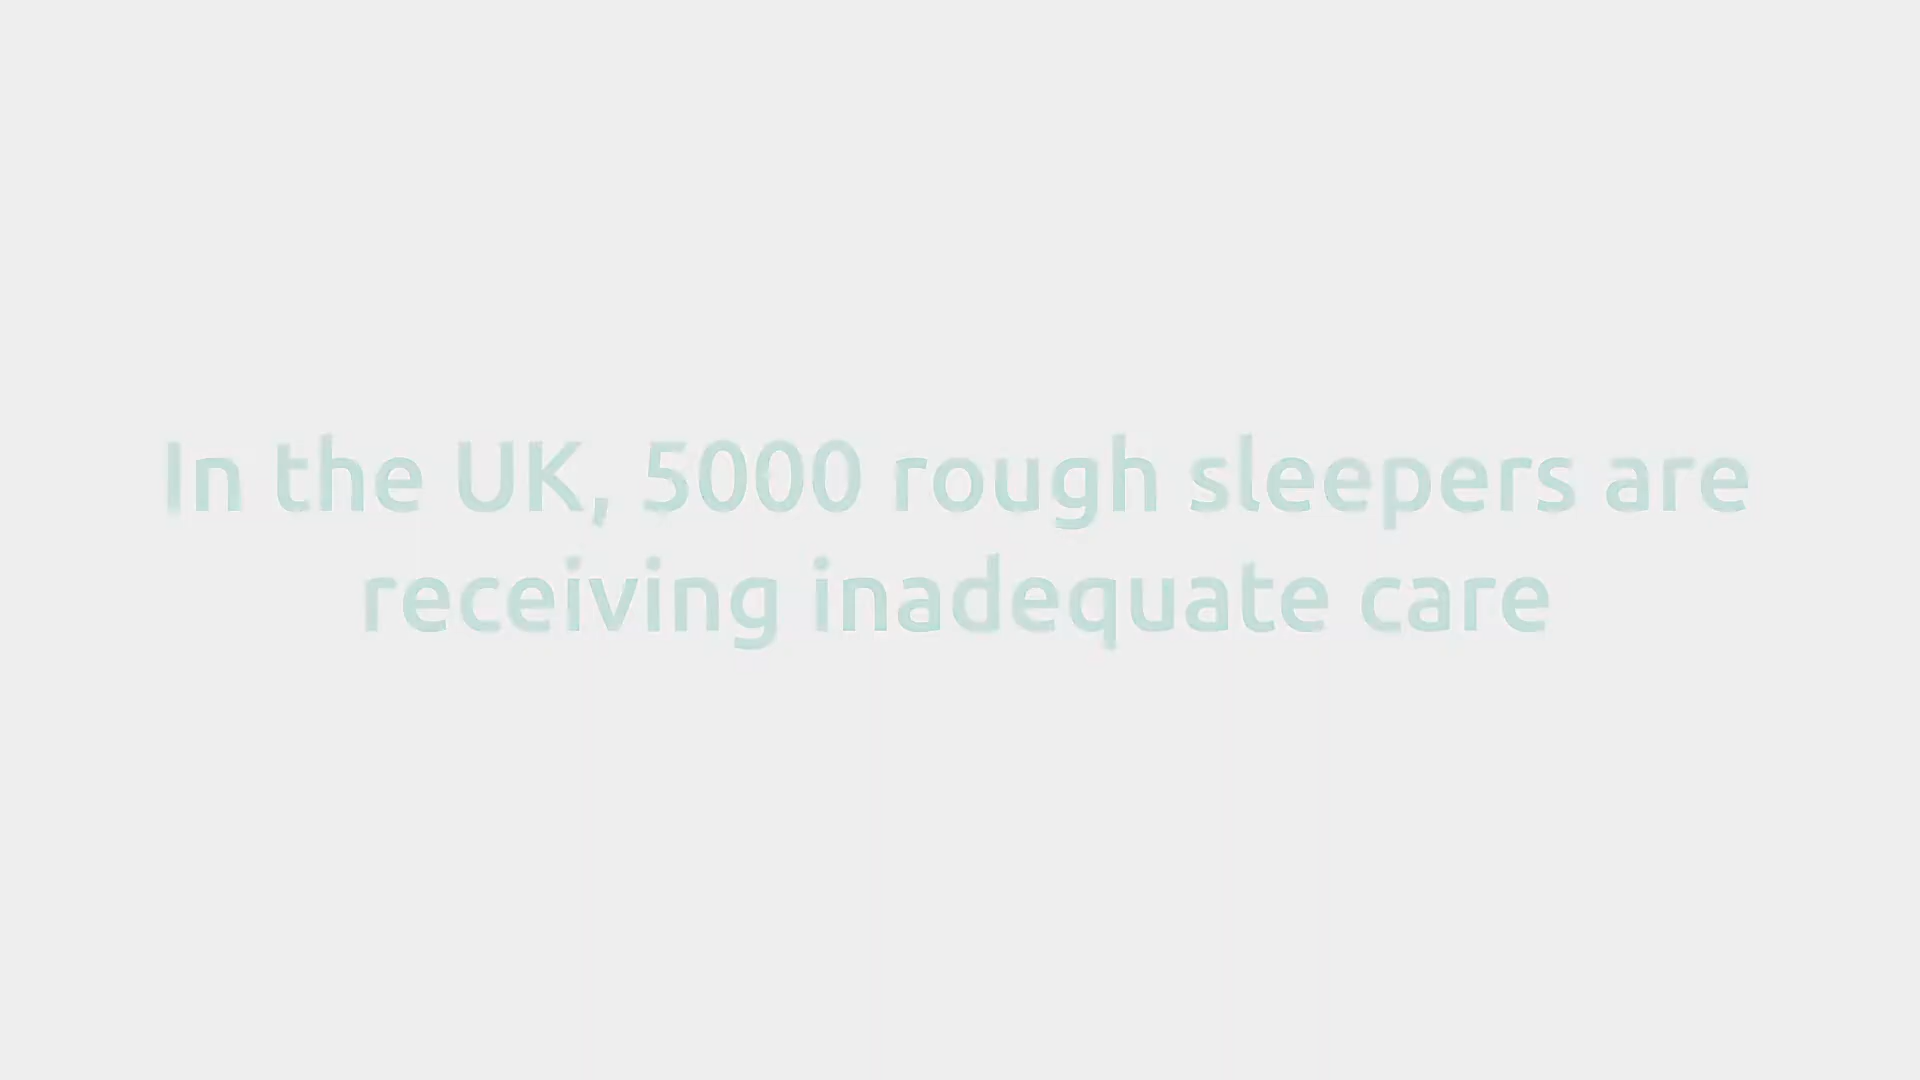 In the UK, 5000 rough sleepers are
receiving inadequate care